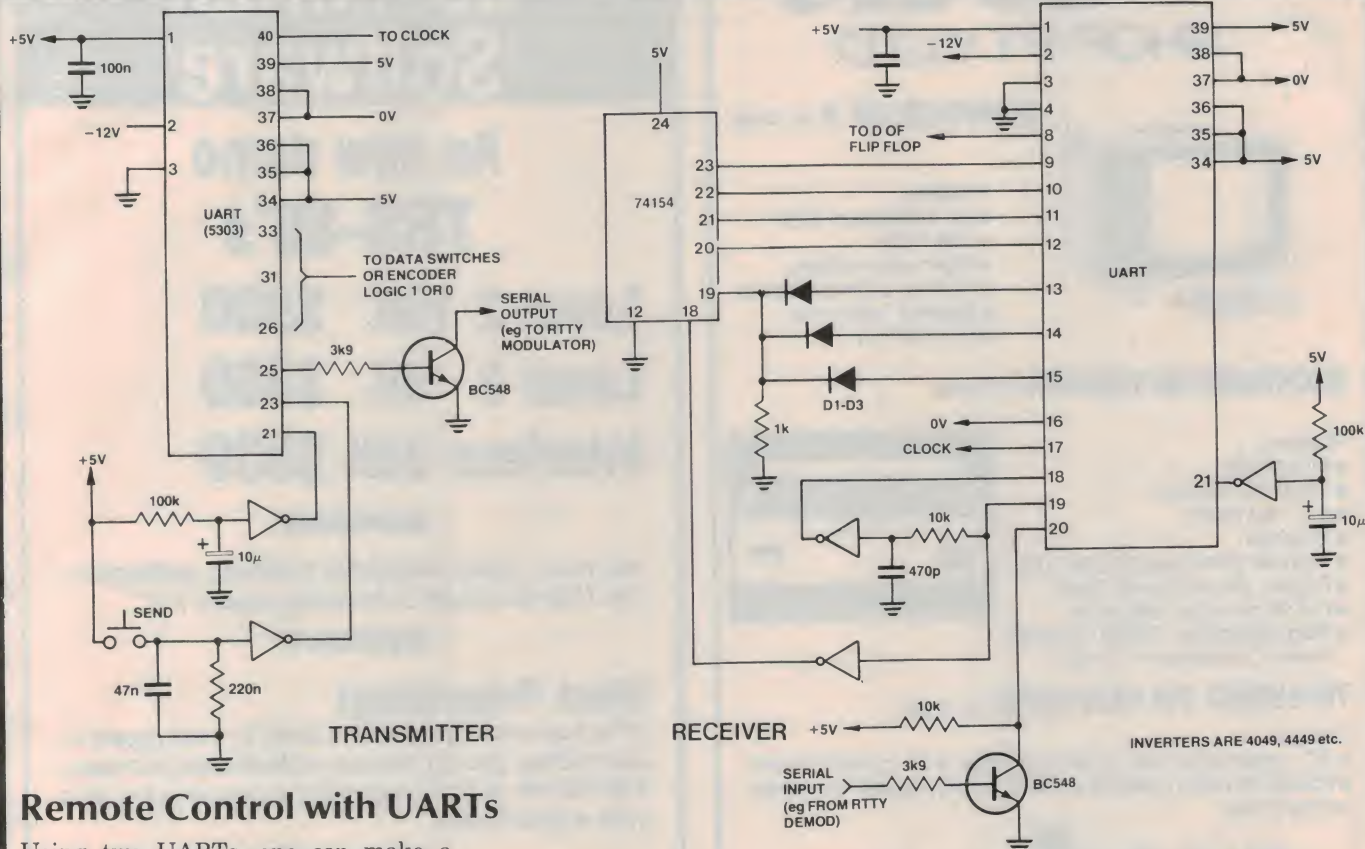 +5V
1
100n
2
−12V
3
40
TO CLOCK
39
5V
38
37
0V
36
35
34
5V
UART
(5303)
33
31
26
TO DATA SWITCHES
OR ENCODER
LOGIC 1 OR 0
25
3k9
SERIAL
OUTPUT
(eg TO RTTY
MODULATOR)
BC548
23
21
+5V
100k
+
10μ
SEND
47n
220n
TRANSMITTER
5V
24
74154
23
22
21
20
19
12
18
+5V
1
−12V
2
3
4
TO D OF
FLIP FLOP
8
9
10
11
12
13
14
15
D1-D3
1k
0V
16
CLOCK
17
18
19
20
10k
470p
UART
39
5V
38
37
0V
36
35
34
5V
5V
100k
21
+
10μ
RECEIVER
+5V
10k
SERIAL
INPUT
(eg FROM RTTY
DEMOD)
3k9
BC548
INVERTERS ARE 4049, 4449 etc.
Remote Control with UARTs
Using two UARTs, one can make a